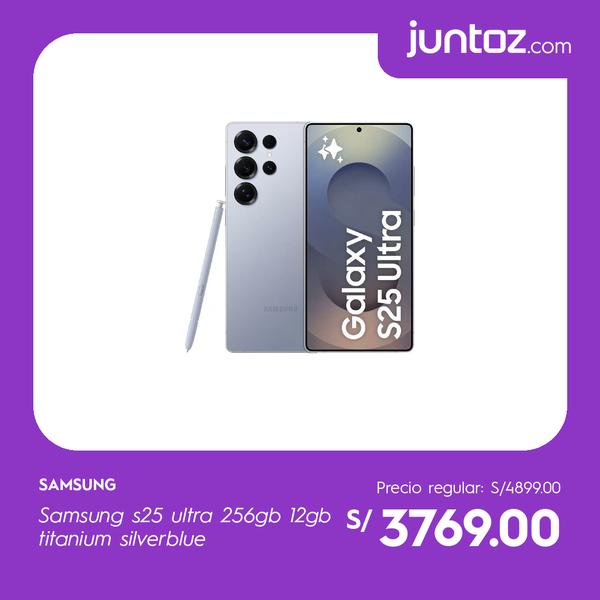 juntoz.com
SAMSUNG
Galaxy
S25 Ultra
SAMSUNG
Precio regular: S/4899.00
Samsung s25 ultra 256gb 12gb
titanium silverblue
S/ 3769.00